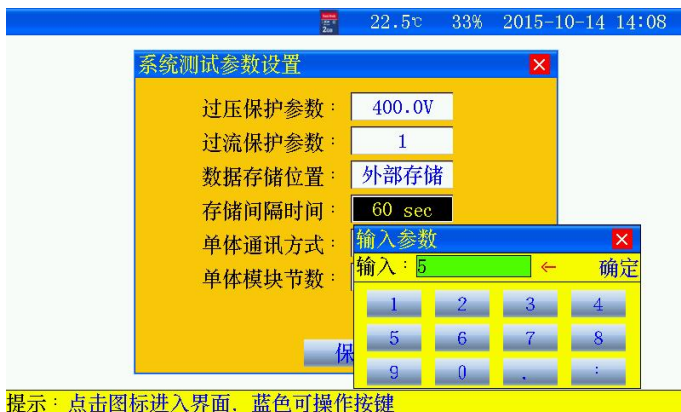 22.5℃ 33% 2015-10-14 14:08
系统测试参数设置
过压保护参数： 400.0V
过流保护参数： 1
数据存储位置： 外部存储
存储间隔时间： 60 sec
单体通讯方式：
单体模块节数：
保
输入参数
输入：5 ← 确定
1 2 3 4
5 6 7 8
9 0 . :
提示：点击图标进入界面，蓝色可操作按键